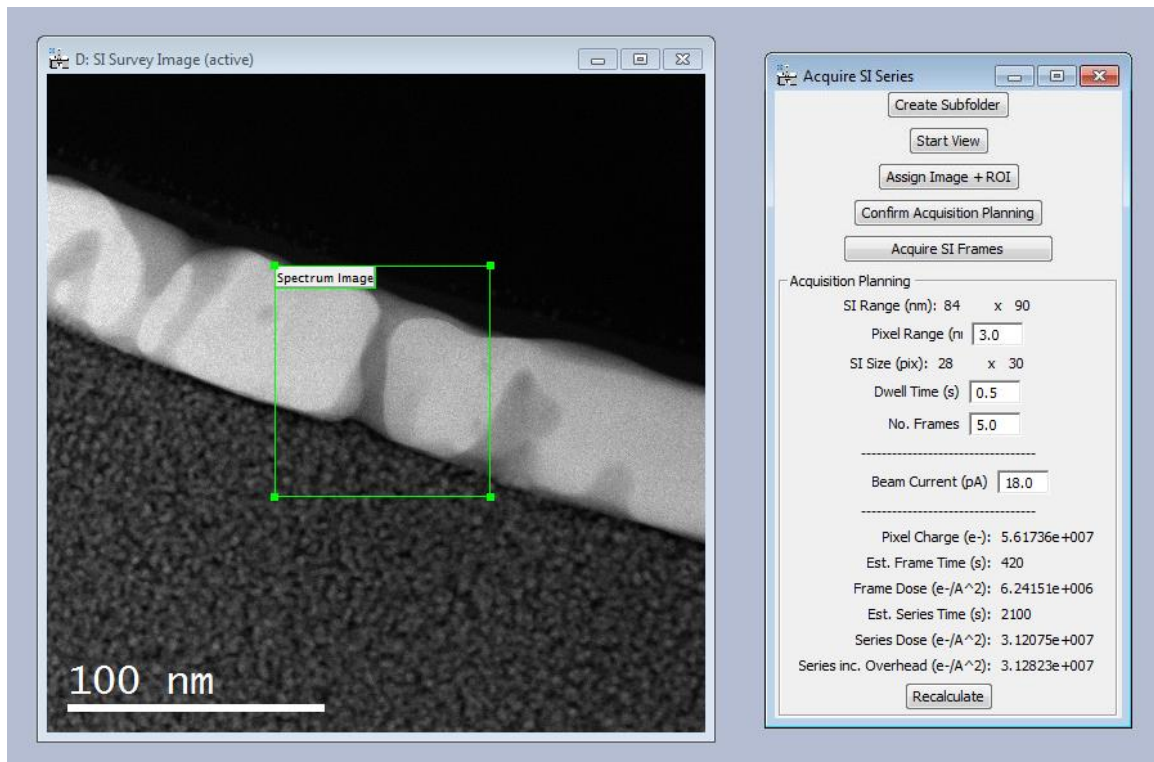 D: SI Survey Image (active)
Spectrum Image
100 nm
Acquire SI Series
Create Subfolder
Start View
Assign Image + ROI
Confirm Acquisition Planning
Acquire SI Frames
Acquisition Planning
SI Range (nm): 84 x 90
Pixel Range (n 3.0
SI Size (pix): 28 x 30
Dwell Time (s) 0.5
No. Frames 5.0
----------------------------------
Beam Current (pA) 18.0
----------------------------------
Pixel Charge (e-): 5.61736e+007
Est. Frame Time (s): 420
Frame Dose (e-/A^2): 6.24151e+006
Est. Series Time (s): 2100
Series Dose (e-/A^2): 3.12075e+007
Series inc. Overhead (e-/A^2): 3.12823e+007
Recalculate